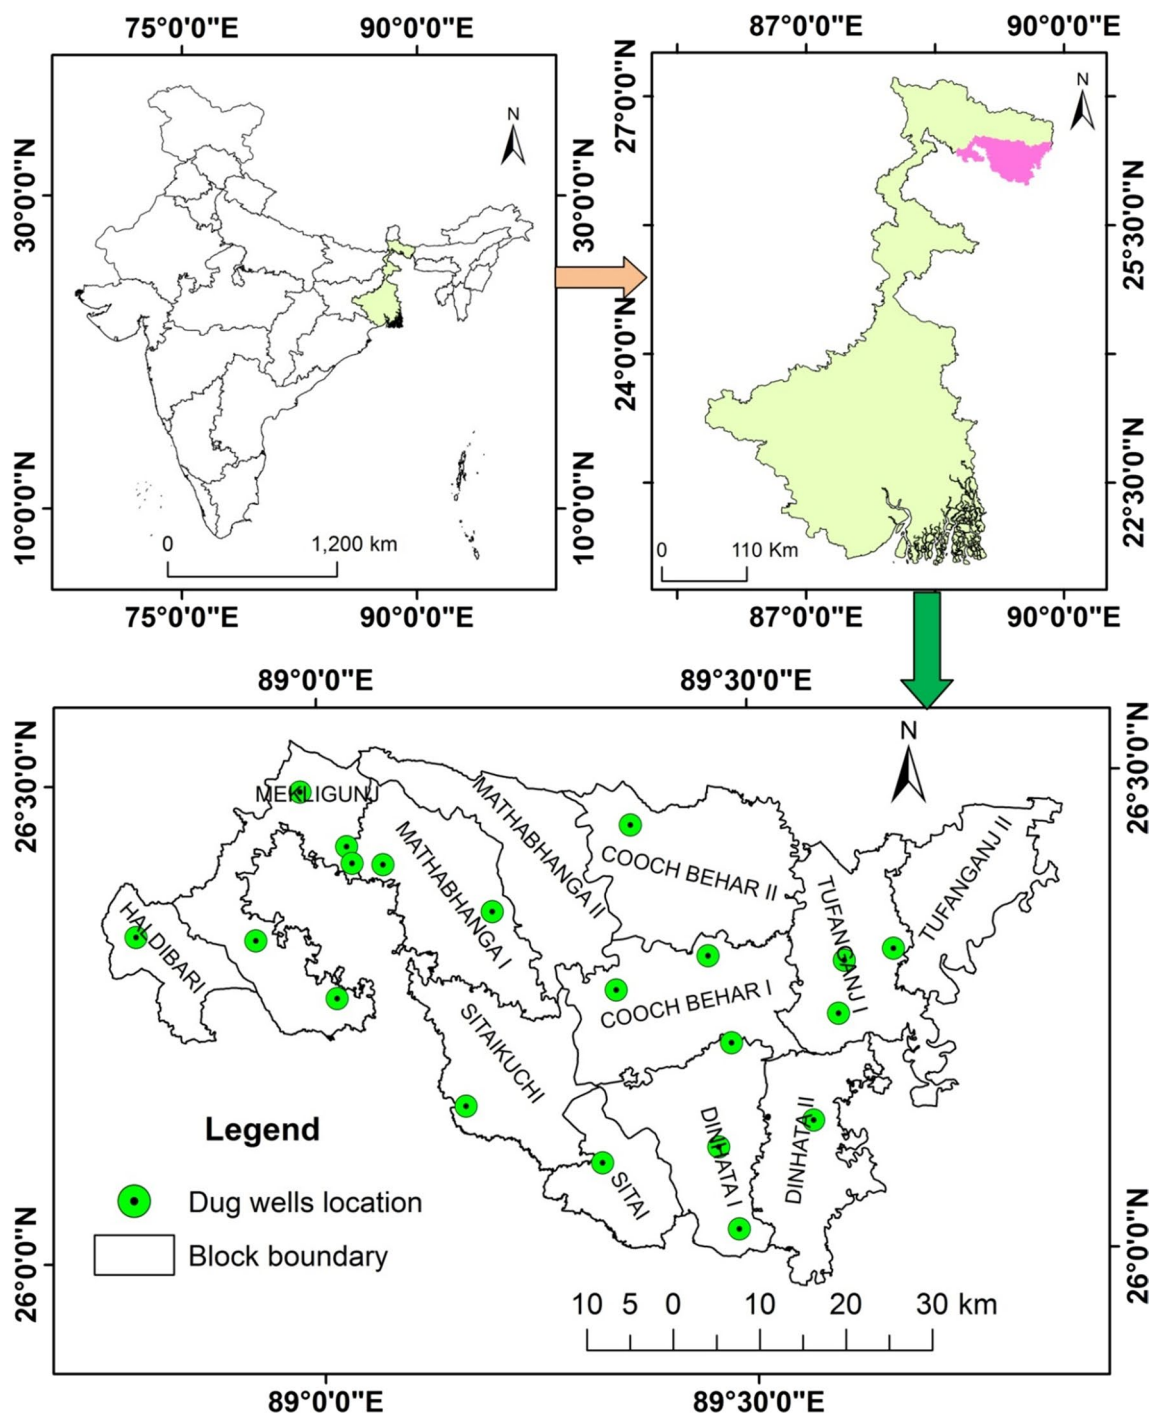 75°0'0"E 90°0'0"E
87°0'0"E 90°0'0"E
30°0'0"N
10°0'0"N
N
30°0'0"N
10°0'0"N
0 1,200 km
75°0'0"E 90°0'0"E
27°0'0"N
24°0'0"N
N
25°30'0"N
22°30'0"N
0 110 Km
87°0'0"E 90°0'0"E
89°0'0"E 89°30'0"E
26°30'0"N
26°0'0"N
N
26°30'0"N
26°0'0"N
MEKLIGUNJ
MATHABHANGA II
MATHABHANGA I
COOCH BEHAR II
TUFANGANJ II
TUFANGANJ I
HALDIBARI
COOCH BEHAR I
SITAIKUCHI
DINHATA II
DINHATA I
SITAI
Legend
Dug wells location
Block boundary
10 5 0 10 20 30 km
89°0'0"E 89°30'0"E